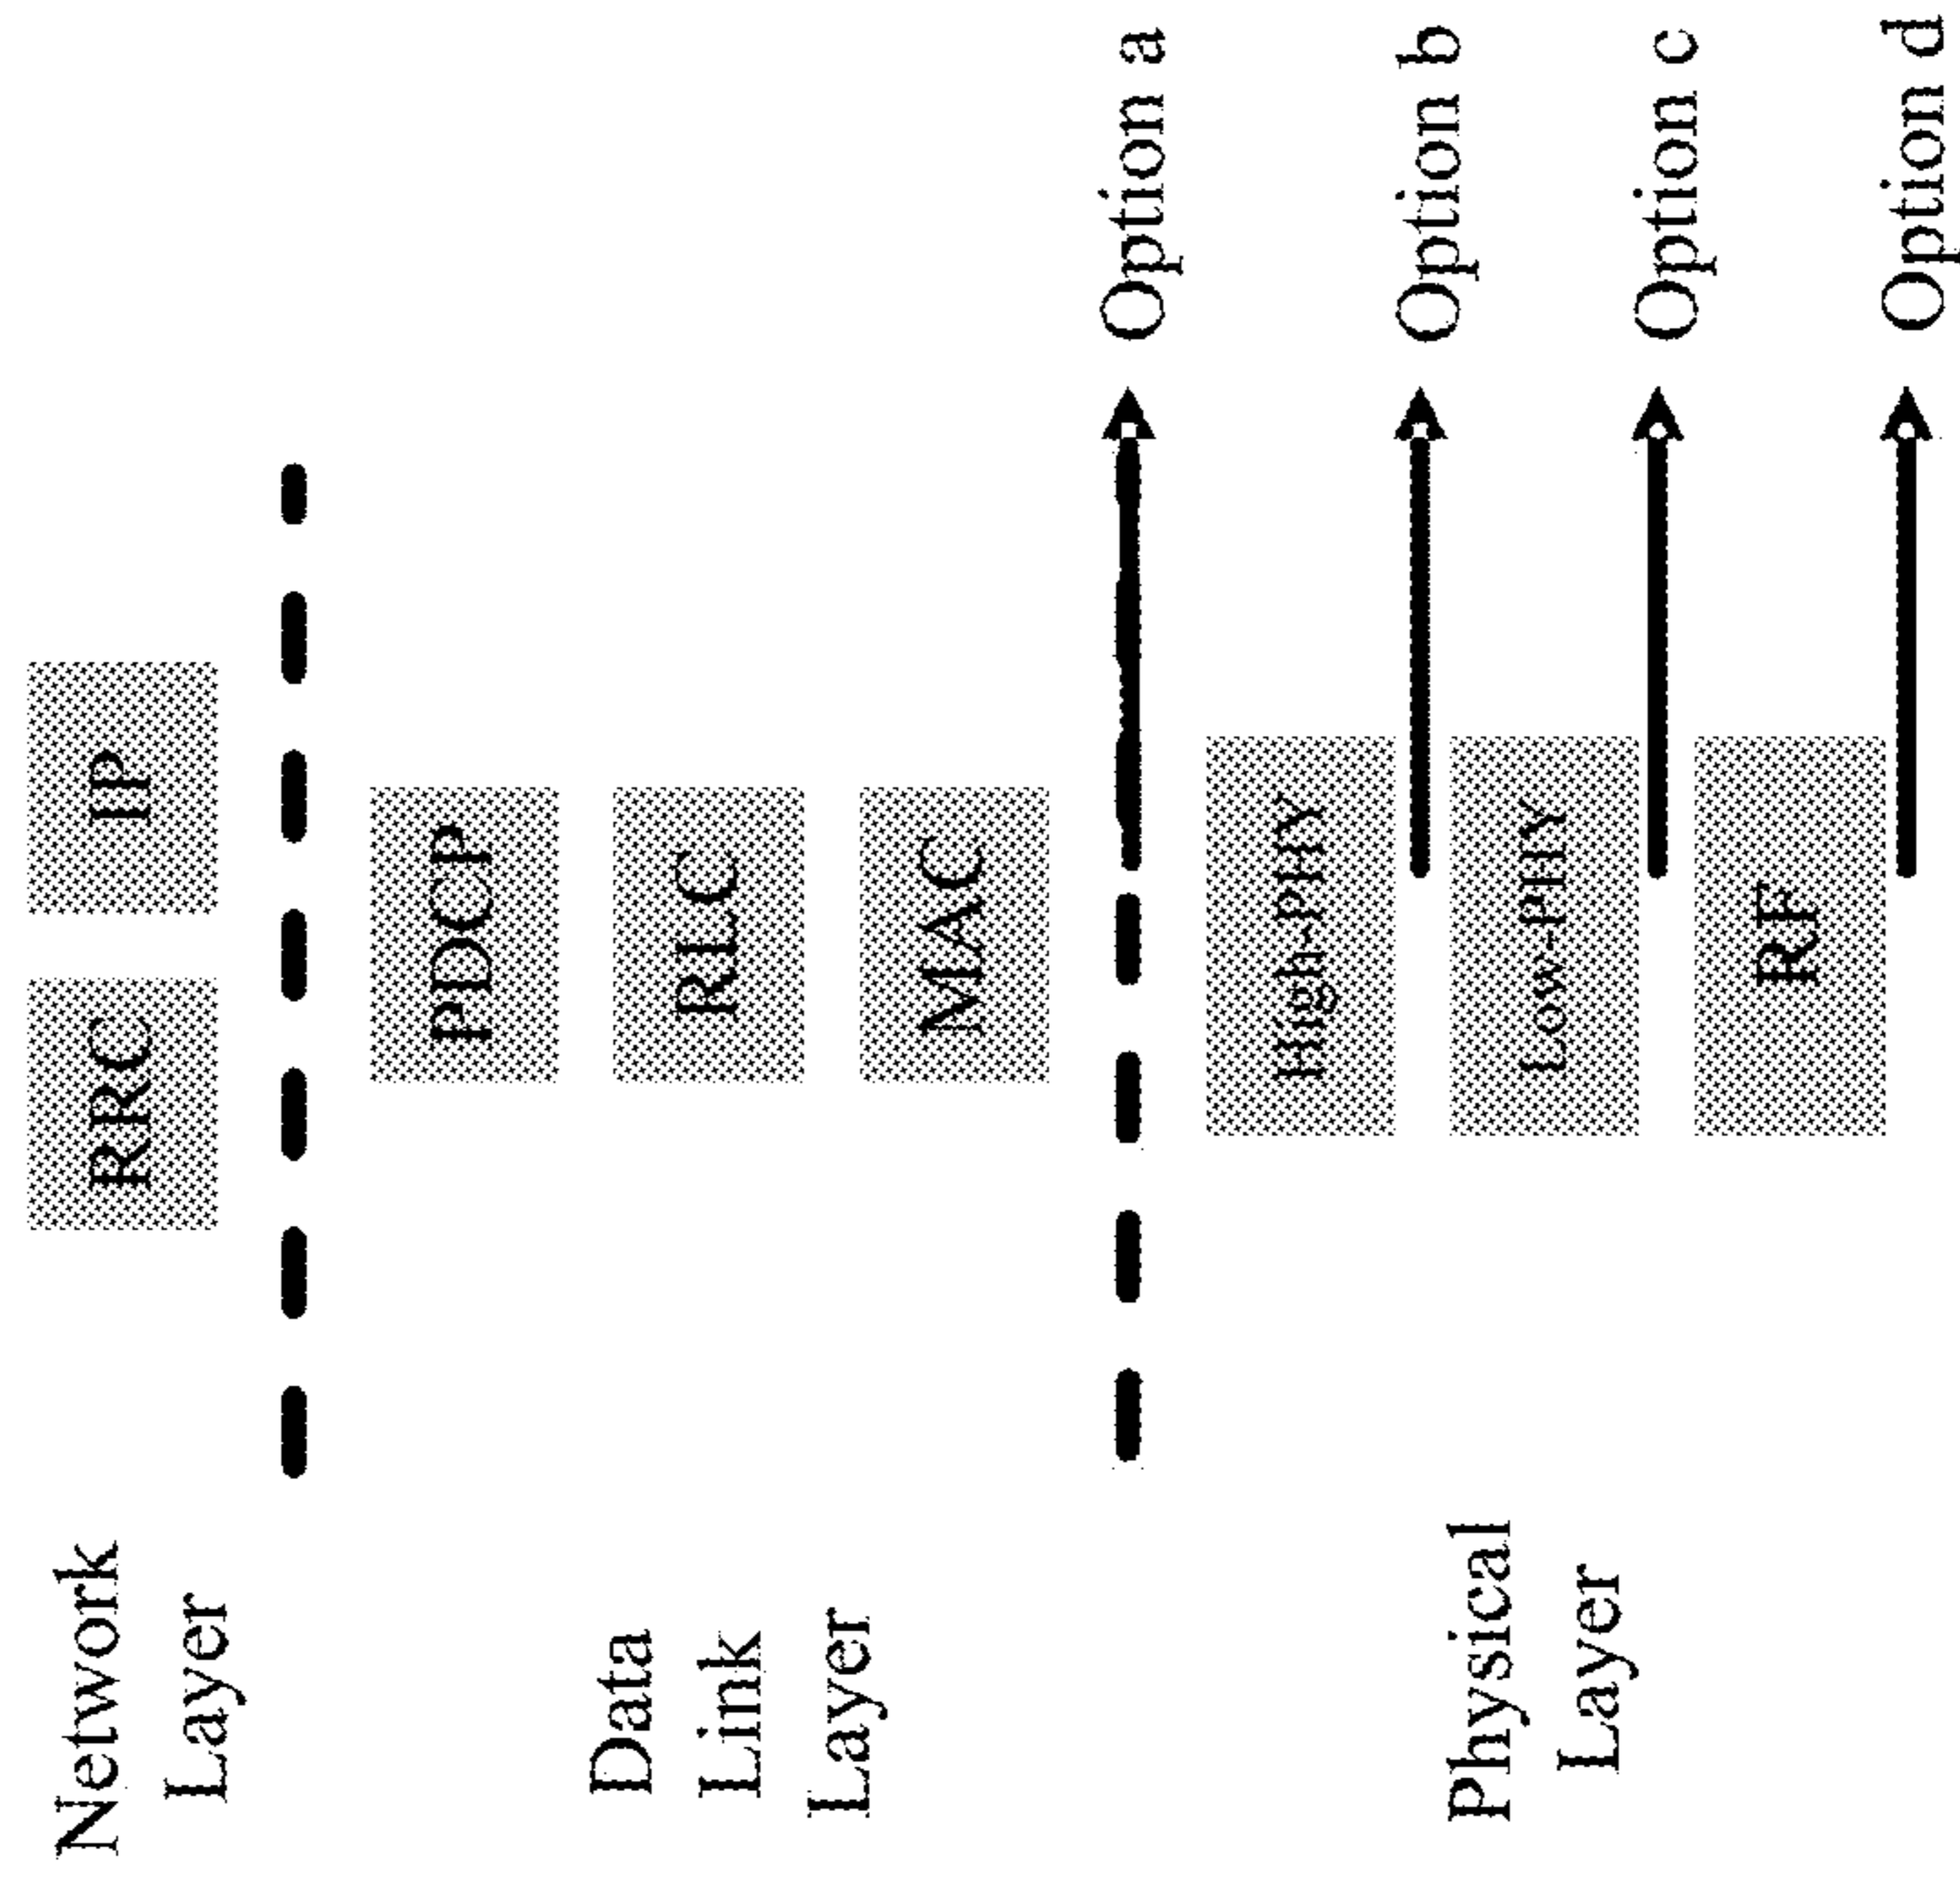 Network
Layer
RRC
IP
Data
Link
Layer
PDCP
RLC
MAC
Option a
Physical
Layer
High-PHY
Option b
Low-PHY
Option c
RF
Option d